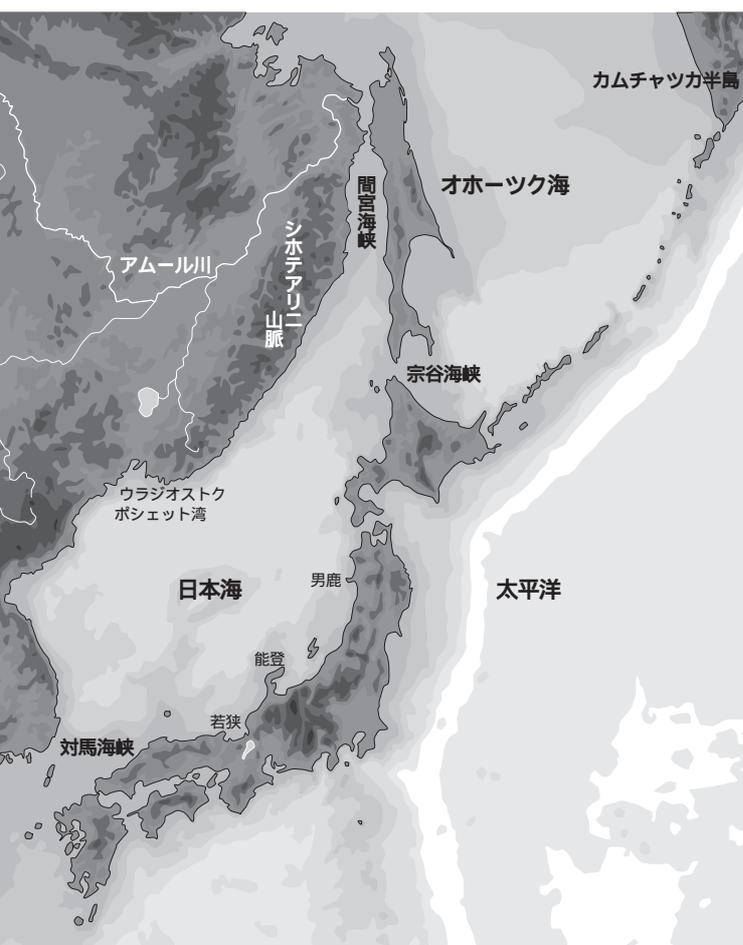 カムチャツカ半島
オホーツク海
間宮海峡
シホテアリニ
山脈
アムール川
宗谷海峡
ウラジオストク
ポシェット湾
日本海
男鹿
太平洋
能登
若狭
対馬海峡